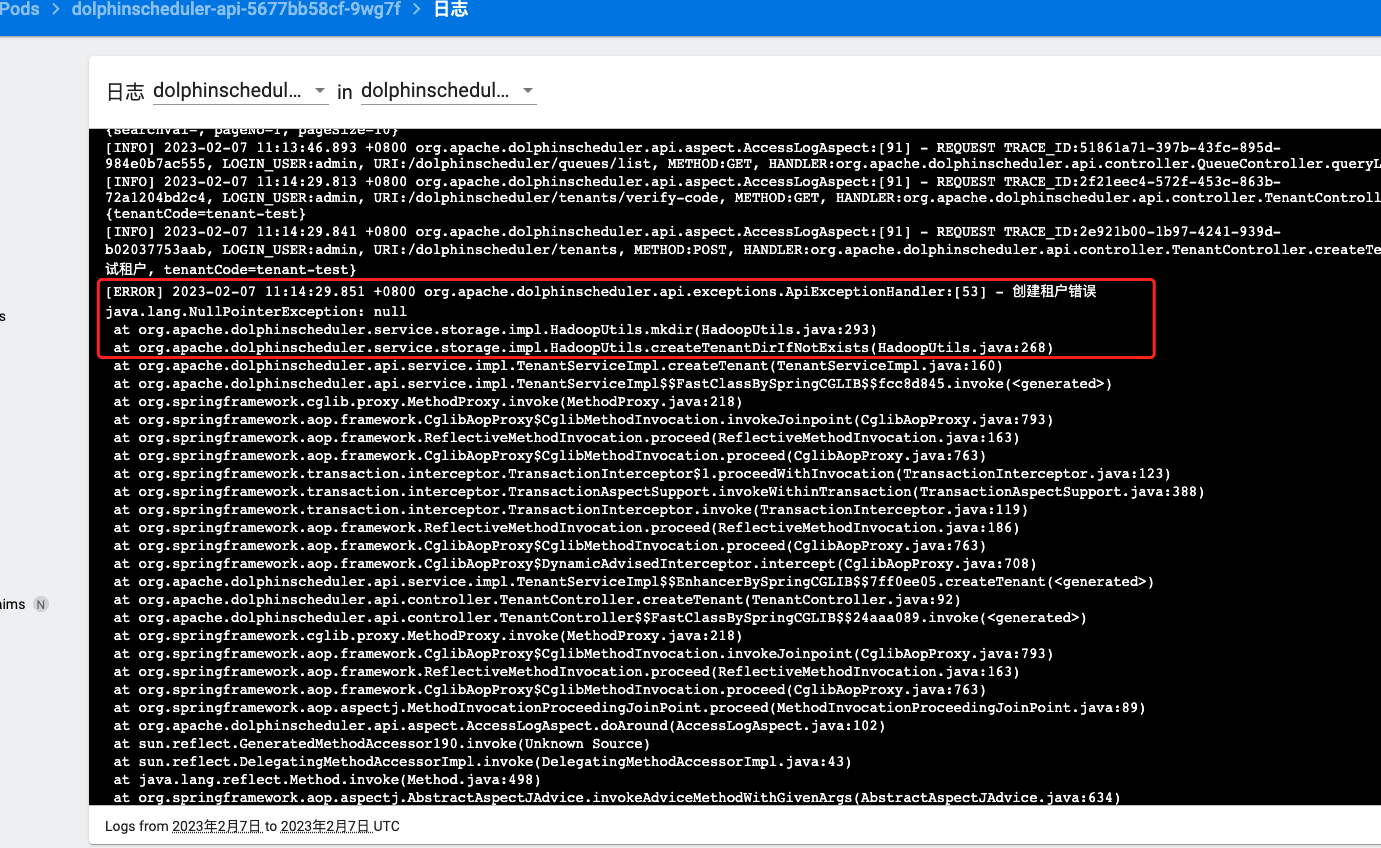 Pods > dolphinscheduler-api-5677bb58cf-9wg7f > 日志
日志 dolphinschedul... in dolphinschedul...
{searchVal=, pageNo=1, pageSize=10}
[INFO] 2023-02-07 11:13:46.893 +0800 org.apache.dolphinscheduler.api.aspect.AccessLogAspect:[91] - REQUEST TRACE_ID:51861a71-397b-43fc-895d-
984e0b7ac555, LOGIN_USER:admin, URI:/dolphinscheduler/queues/list, METHOD:GET, HANDLER:org.apache.dolphinscheduler.api.controller.QueueController.queryL
[INFO] 2023-02-07 11:14:29.813 +0800 org.apache.dolphinscheduler.api.aspect.AccessLogAspect:[91] - REQUEST TRACE_ID:2f21eec4-572f-453c-863b-
72a1204bd2c4, LOGIN_USER:admin, URI:/dolphinscheduler/tenants/verify-code, METHOD:GET, HANDLER:org.apache.dolphinscheduler.api.controller.TenantControll
{tenantCode=tenant-test}
[INFO] 2023-02-07 11:14:29.841 +0800 org.apache.dolphinscheduler.api.aspect.AccessLogAspect:[91] - REQUEST TRACE_ID:2e921b00-1b97-4241-939d-
b02037753aab, LOGIN_USER:admin, URI:/dolphinscheduler/tenants, METHOD:POST, HANDLER:org.apache.dolphinscheduler.api.controller.TenantController.createTe
试租户, tenantCode=tenant-test}
[ERROR] 2023-02-07 11:14:29.851 +0800 org.apache.dolphinscheduler.api.exceptions.ApiExceptionHandler:[53] - 创建租户错误
java.lang.NullPointerException: null
at org.apache.dolphinscheduler.service.storage.impl.HadoopUtils.mkdir(HadoopUtils.java:293)
at org.apache.dolphinscheduler.service.storage.impl.HadoopUtils.createTenantDirIfNotExists(HadoopUtils.java:268)
at org.apache.dolphinscheduler.api.service.impl.TenantServiceImpl.createTenant(TenantServiceImpl.java:160)
at org.apache.dolphinscheduler.api.service.impl.TenantServiceImpl$$FastClassBySpringCGLIB$$fcc8d845.invoke(<generated>)
at org.springframework.cglib.proxy.MethodProxy.invoke(MethodProxy.java:218)
at org.springframework.aop.framework.CglibAopProxy$CglibMethodInvocation.invokeJoinpoint(CglibAopProxy.java:793)
at org.springframework.aop.framework.ReflectiveMethodInvocation.proceed(ReflectiveMethodInvocation.java:163)
at org.springframework.aop.framework.CglibAopProxy$CglibMethodInvocation.proceed(CglibAopProxy.java:763)
at org.springframework.transaction.interceptor.TransactionInterceptor$1.proceedWithInvocation(TransactionInterceptor.java:123)
at org.springframework.transaction.interceptor.TransactionAspectSupport.invokeWithinTransaction(TransactionAspectSupport.java:388)
at org.springframework.transaction.interceptor.TransactionInterceptor.invoke(TransactionInterceptor.java:119)
at org.springframework.aop.framework.ReflectiveMethodInvocation.proceed(ReflectiveMethodInvocation.java:186)
at org.springframework.aop.framework.CglibAopProxy$CglibMethodInvocation.proceed(CglibAopProxy.java:763)
at org.springframework.aop.framework.CglibAopProxy$DynamicAdvisedInterceptor.intercept(CglibAopProxy.java:708)
at org.apache.dolphinscheduler.api.service.impl.TenantServiceImpl$$EnhancerBySpringCGLIB$$7ff0ee05.createTenant(<generated>)
at org.apache.dolphinscheduler.api.controller.TenantController.createTenant(TenantController.java:92)
at org.apache.dolphinscheduler.api.controller.TenantController$$FastClassBySpringCGLIB$$24aaa089.invoke(<generated>)
at org.springframework.cglib.proxy.MethodProxy.invoke(MethodProxy.java:218)
at org.springframework.aop.framework.CglibAopProxy$CglibMethodInvocation.invokeJoinpoint(CglibAopProxy.java:793)
at org.springframework.aop.framework.ReflectiveMethodInvocation.proceed(ReflectiveMethodInvocation.java:163)
at org.springframework.aop.framework.CglibAopProxy$CglibMethodInvocation.proceed(CglibAopProxy.java:763)
at org.springframework.aop.aspectj.MethodInvocationProceedingJoinPoint.proceed(MethodInvocationProceedingJoinPoint.java:89)
at org.apache.dolphinscheduler.api.aspect.AccessLogAspect.doAround(AccessLogAspect.java:102)
at sun.reflect.GeneratedMethodAccessor190.invoke(Unknown Source)
at sun.reflect.DelegatingMethodAccessorImpl.invoke(DelegatingMethodAccessorImpl.java:43)
at java.lang.reflect.Method.invoke(Method.java:498)
at org.springframework.aop.aspectj.AbstractAspectJAdvice.invokeAdviceMethodWithGivenArgs(AbstractAspectJAdvice.java:634)
s
aims N
Logs from 2023年2月7日 to 2023年2月7日 UTC